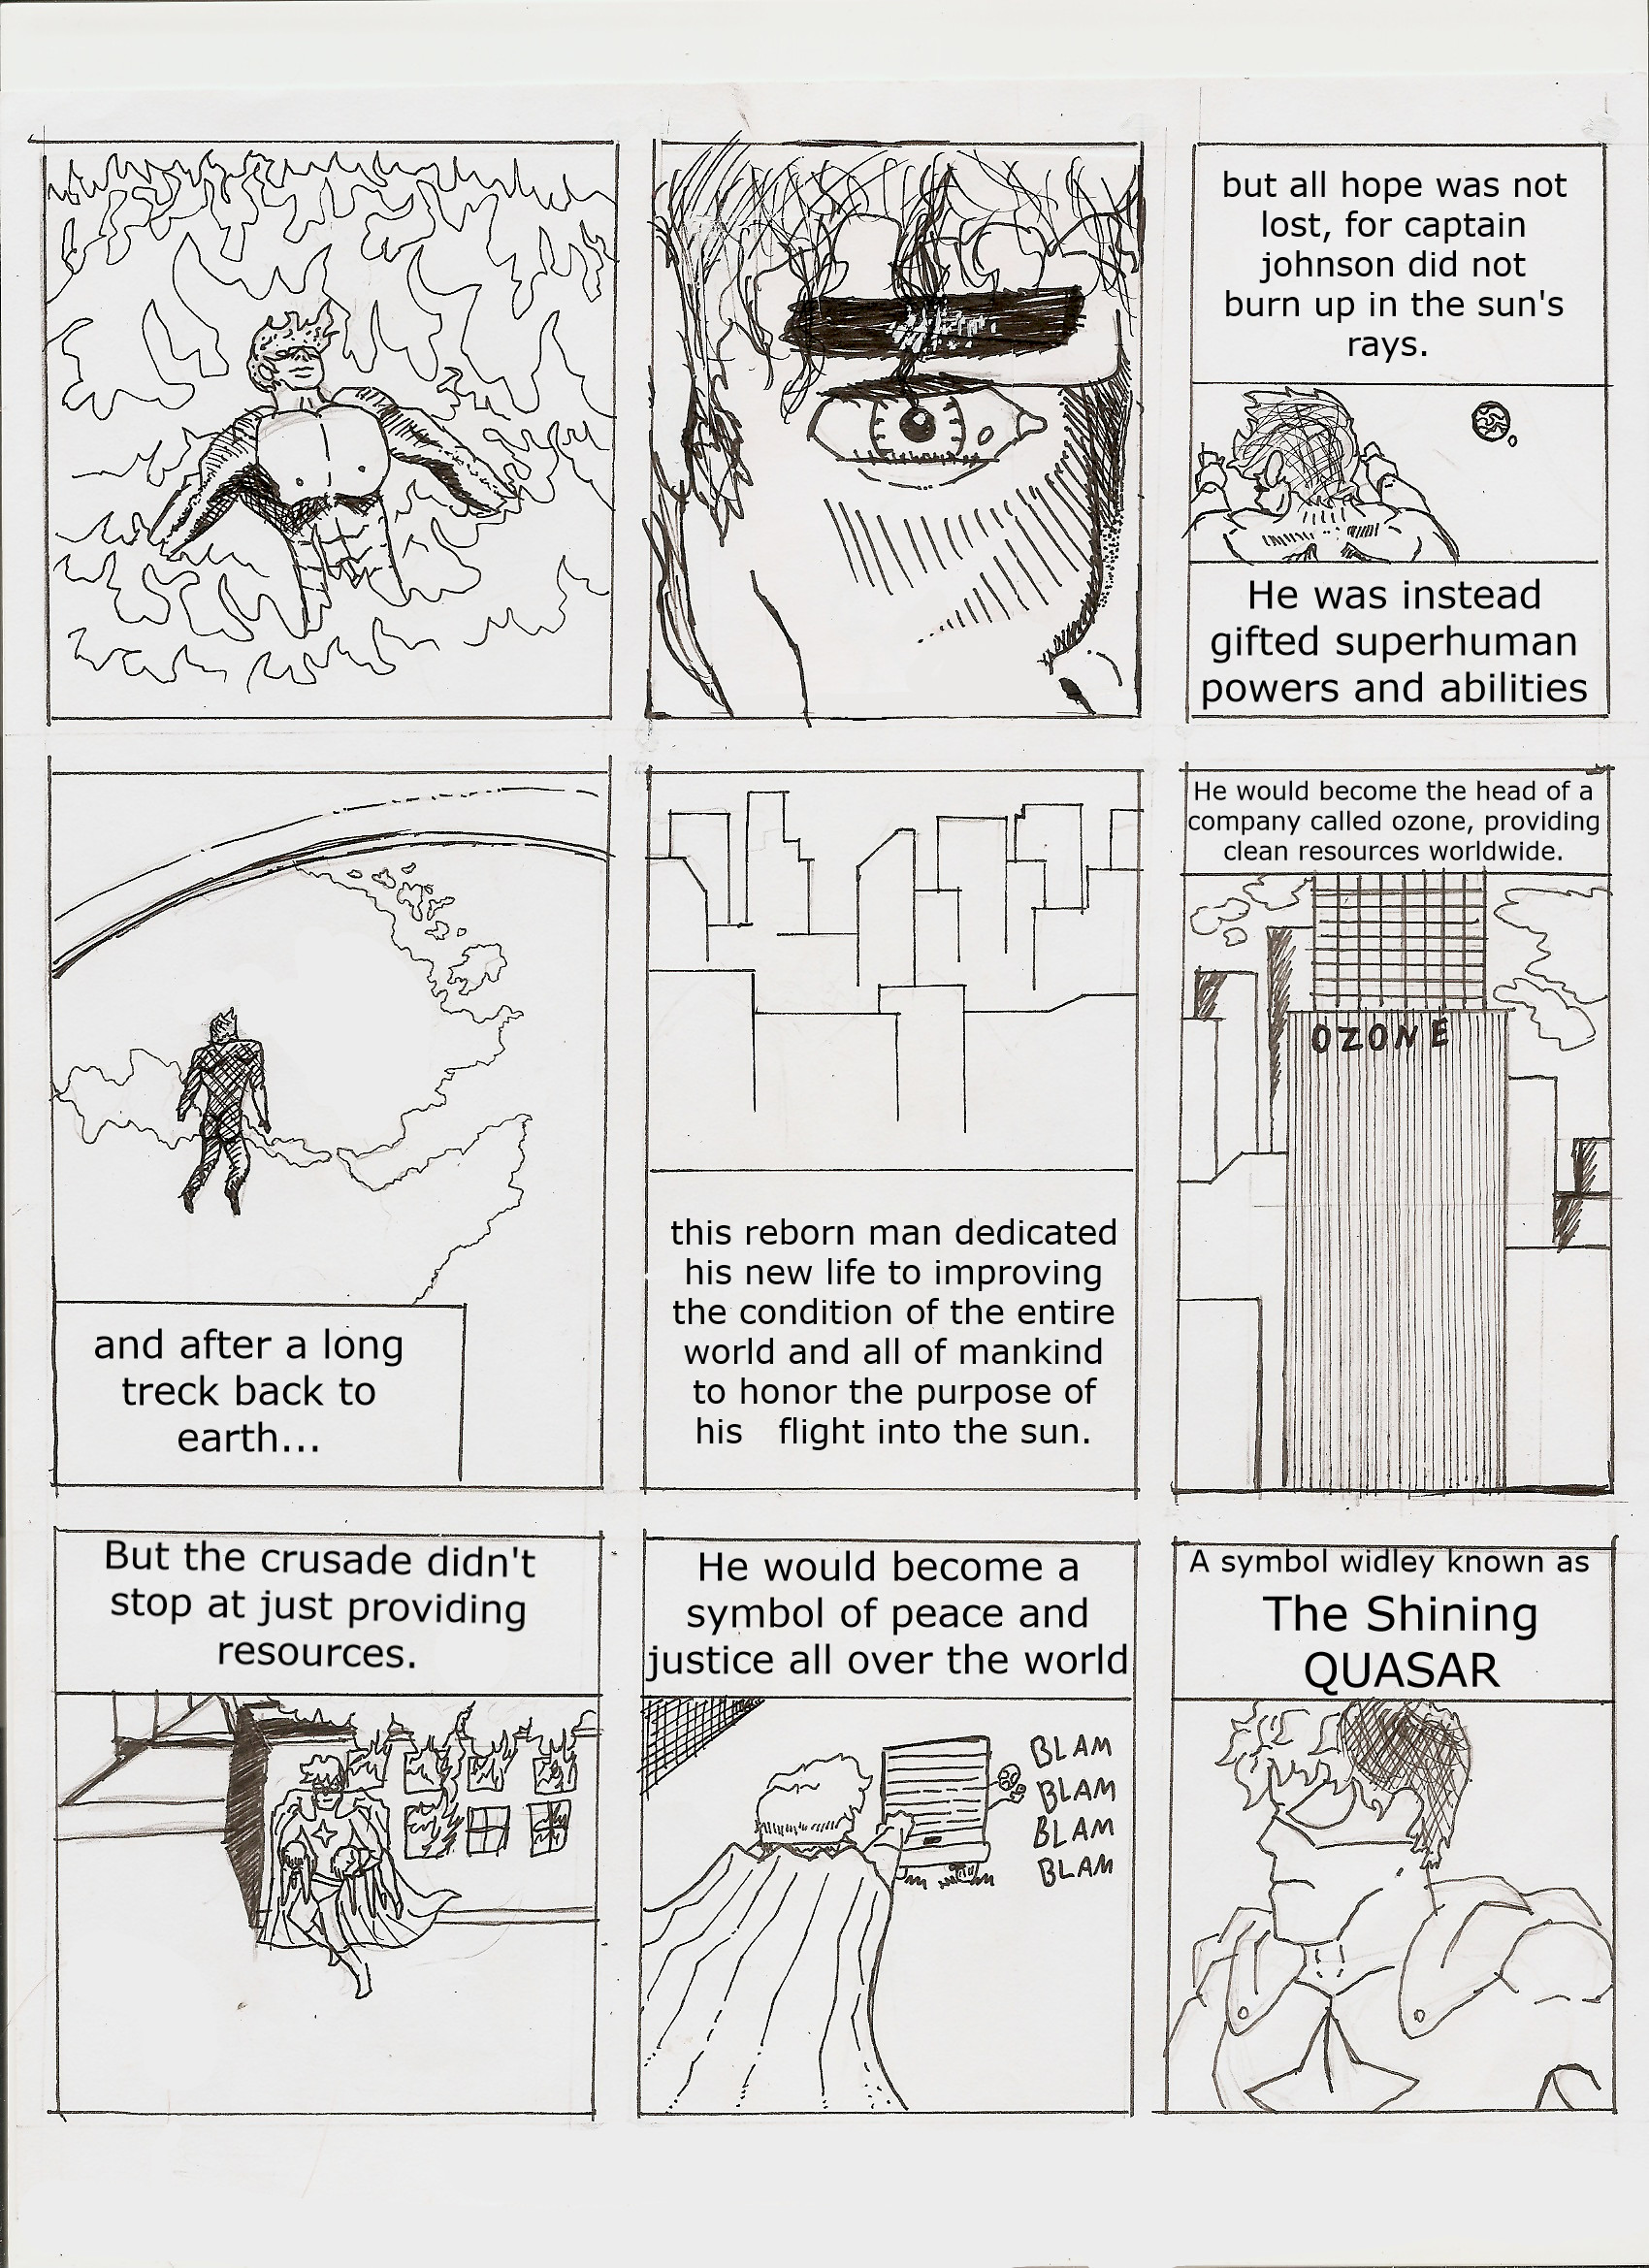 but all hope was not
lost, for captain
johnson did not
burn up in the sun's
rays.
He was instead
gifted superhuman
powers and abilities
and after a long
treck back to
earth...
this reborn man dedicated
his new life to improving
the condition of the entire
world and all of mankind
to honor the purpose of
his flight into the sun.
He would become the head of a
company called ozone, providing
clean resources worldwide.
OZONE
But the crusade didn't
stop at just providing
resources.
He would become a
symbol of peace and
justice all over the world
BLAM
BLAM
BLAM
BLAM
A symbol widley known as
The Shining
QUASAR